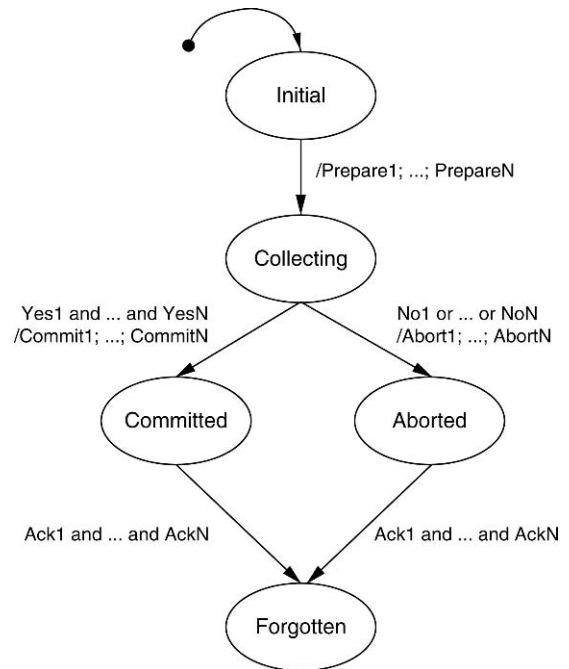 Initial
/Prepare1; ...; PrepareN
Collecting
Yes1 and ... and YesN
/Commit1; ...; CommitN
No1 or ... or NoN
/Abort1; ...; AbortN
Committed
Aborted
Ack1 and ... and AckN
Ack1 and ... and AckN
Forgotten